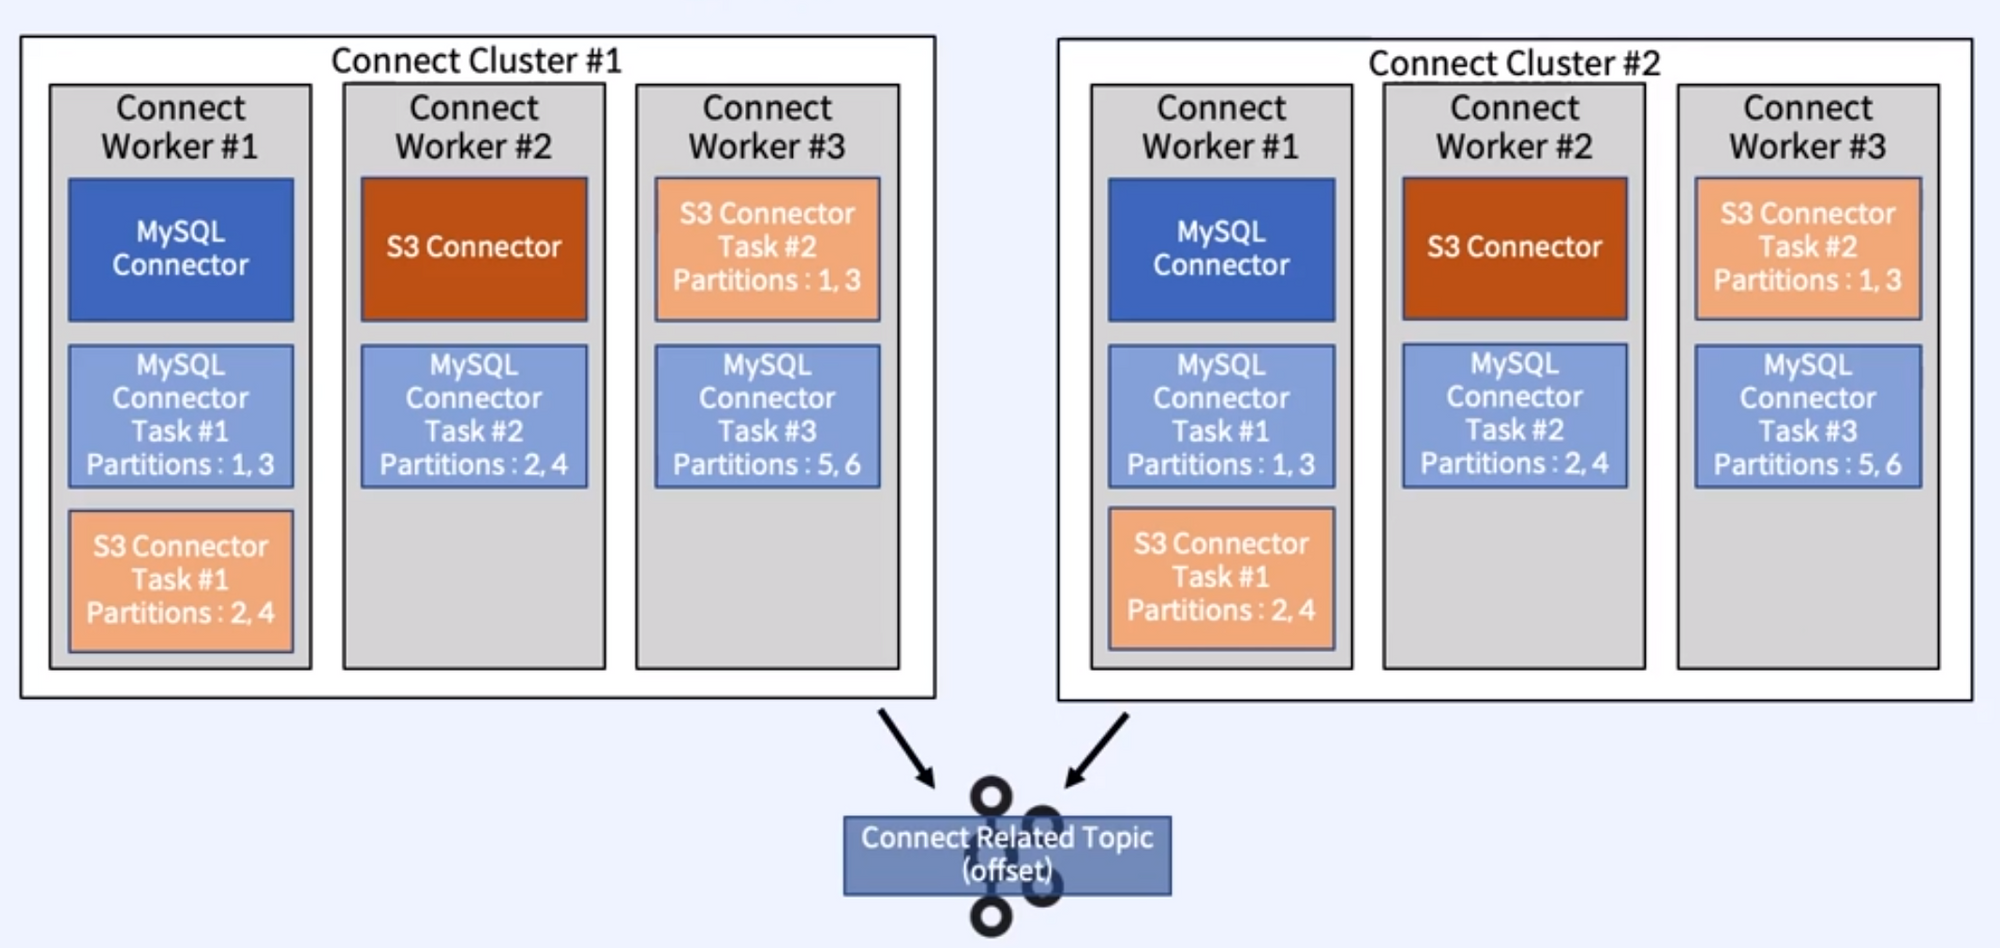 Connect Cluster #1
Connect
Worker #1
MySQL
Connector
MySQL
Connector
Task #1
Partitions : 1, 3
S3 Connector
Task #1
Partitions : 2, 4
Connect
Worker #2
S3 Connector
MySQL
Connector
Task #2
Partitions : 2, 4
Connect
Worker #3
S3 Connector
Task #2
Partitions : 1, 3
MySQL
Connector
Task #3
Partitions : 5, 6
Connect Cluster #2
Connect
Worker #1
MySQL
Connector
MySQL
Connector
Task #1
Partitions : 1, 3
S3 Connector
Task #1
Partitions : 2, 4
Connect
Worker #2
S3 Connector
MySQL
Connector
Task #2
Partitions : 2, 4
Connect
Worker #3
S3 Connector
Task #2
Partitions : 1, 3
MySQL
Connector
Task #3
Partitions : 5, 6
Connect Related Topic
(offset)